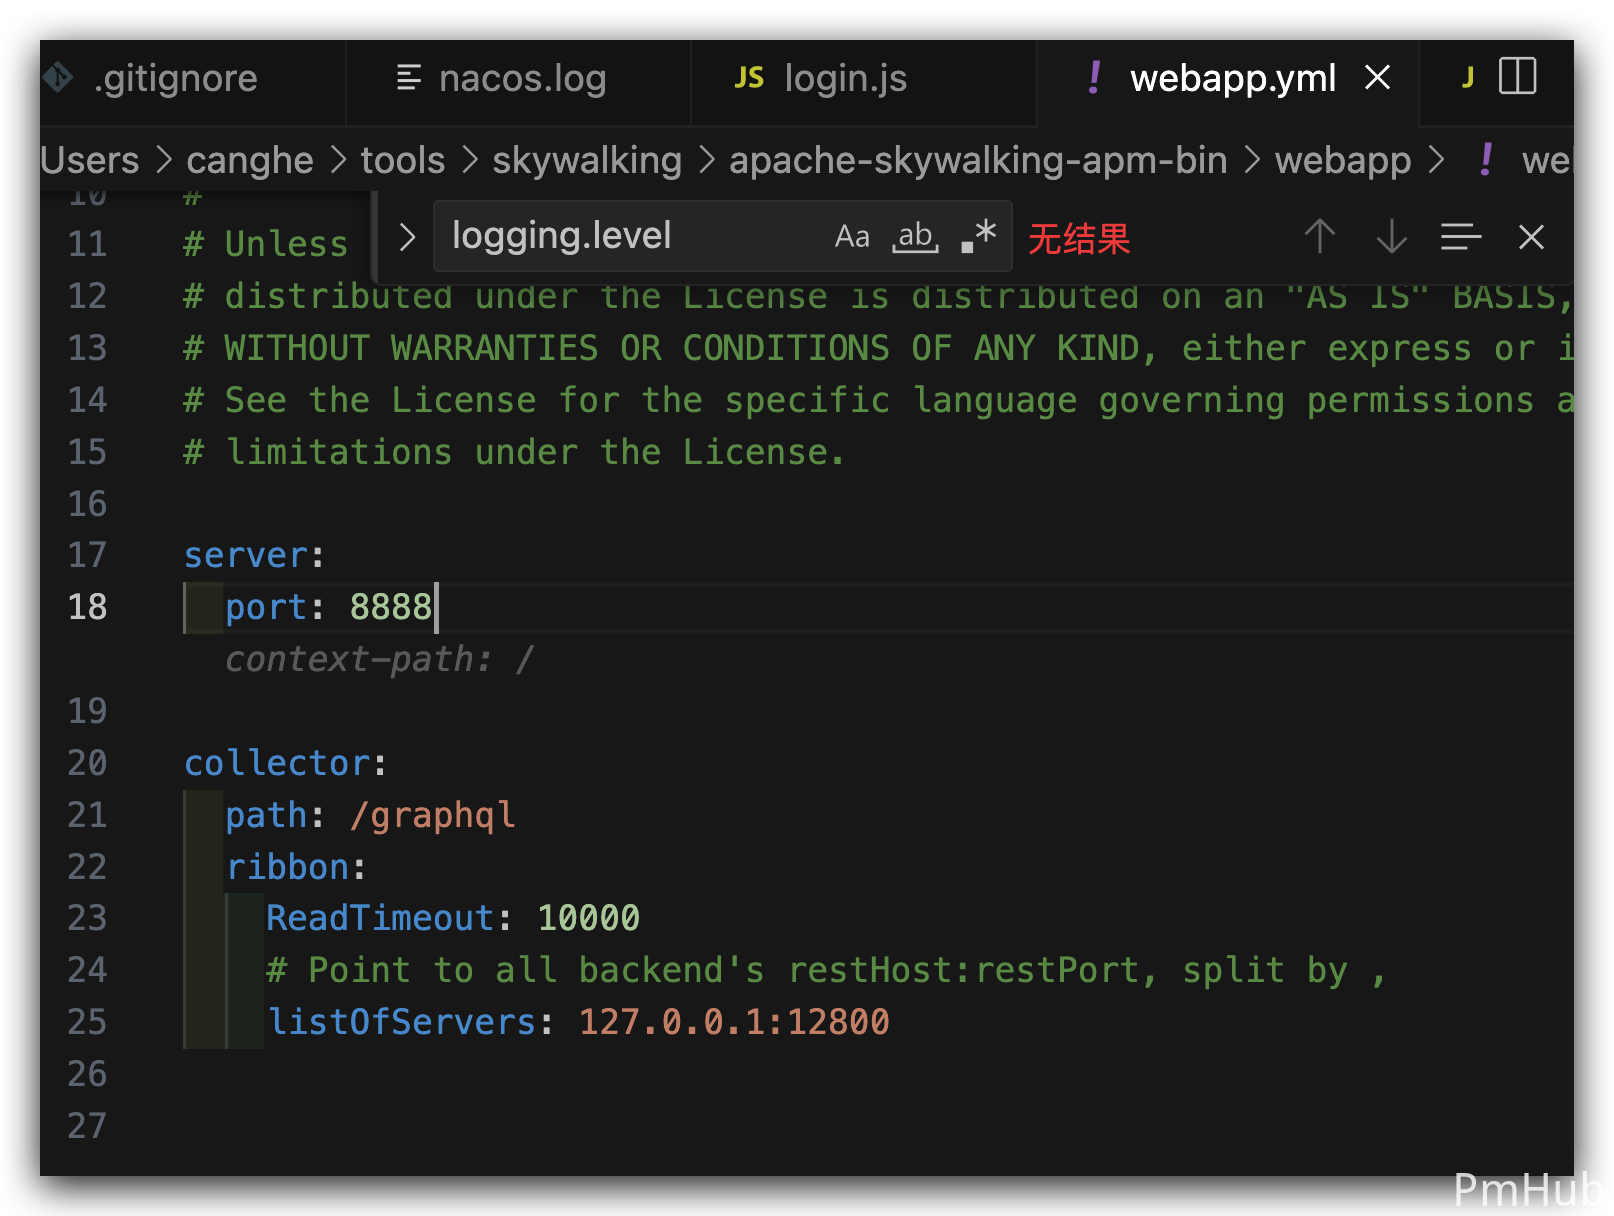 .gitignore nacos.log JS login.js ! webapp.yml J
Users > canghe > tools > skywalking > apache-skywalking-apm-bin > webapp > !
logging.level Aa ab .* 无结果
10 #
11 # Unless
12 # distributed under the License is distributed on an "AS IS" BASIS,
13 # WITHOUT WARRANTIES OR CONDITIONS OF ANY KIND, either express or
14 # See the License for the specific language governing permissions
15 # limitations under the License.
16
17 server:
18 port: 8888
context-path: /
19
20 collector:
21 path: /graphql
22 ribbon:
23 ReadTimeout: 10000
24 # Point to all backend's restHost:restPort, split by ,
25 listOfServers: 127.0.0.1:12800
26
27
PmHub